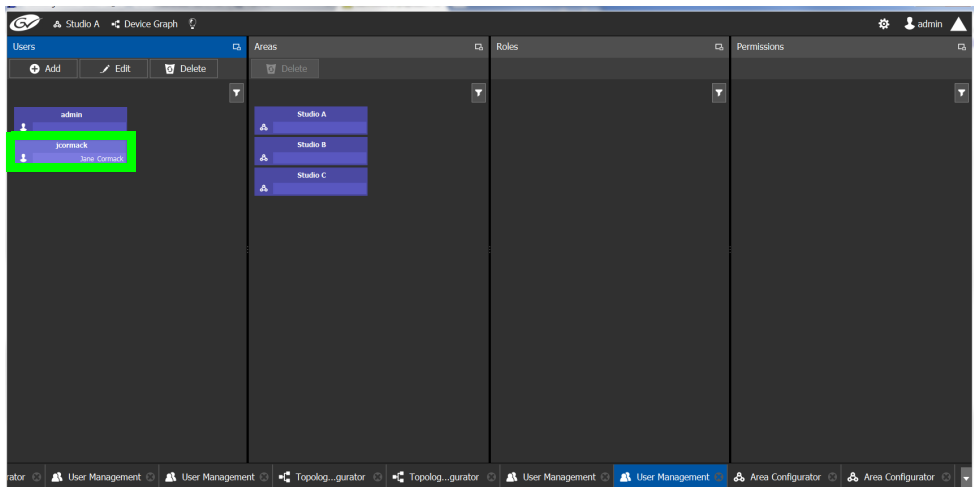 GV Studio A Device Graph admin
Users Areas Roles Permissions
Add Edit Delete Delete
admin
jcormack
Jane Cormack
Studio A
Studio B
Studio C
rator User Management User Management Topolog...gurator Topolog...gurator User Management User Management Area Configurator Area Configurator